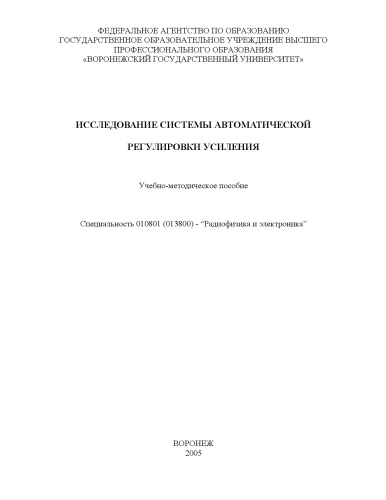 ФЕДЕРАЛЬНОЕ АГЕНТСТВО ПО ОБРАЗОВАНИЮ
ГОСУДАРСТВЕННОЕ ОБРАЗОВАТЕЛЬНОЕ УЧРЕЖДЕНИЕ ВЫСШЕГО
ПРОФЕССИОНАЛЬНОГО ОБРАЗОВАНИЯ
«ВОРОНЕЖСКИЙ ГОСУДАРСТВЕННЫЙ УНИВЕРСИТЕТ»
ИССЛЕДОВАНИЕ СИСТЕМЫ АВТОМАТИЧЕСКОЙ
РЕГУЛИРОВКИ УСИЛЕНИЯ
Учебно-методическое пособие
Специальность 010801 (013800) - “Радиофизика и электроника”
ВОРОНЕЖ
2005